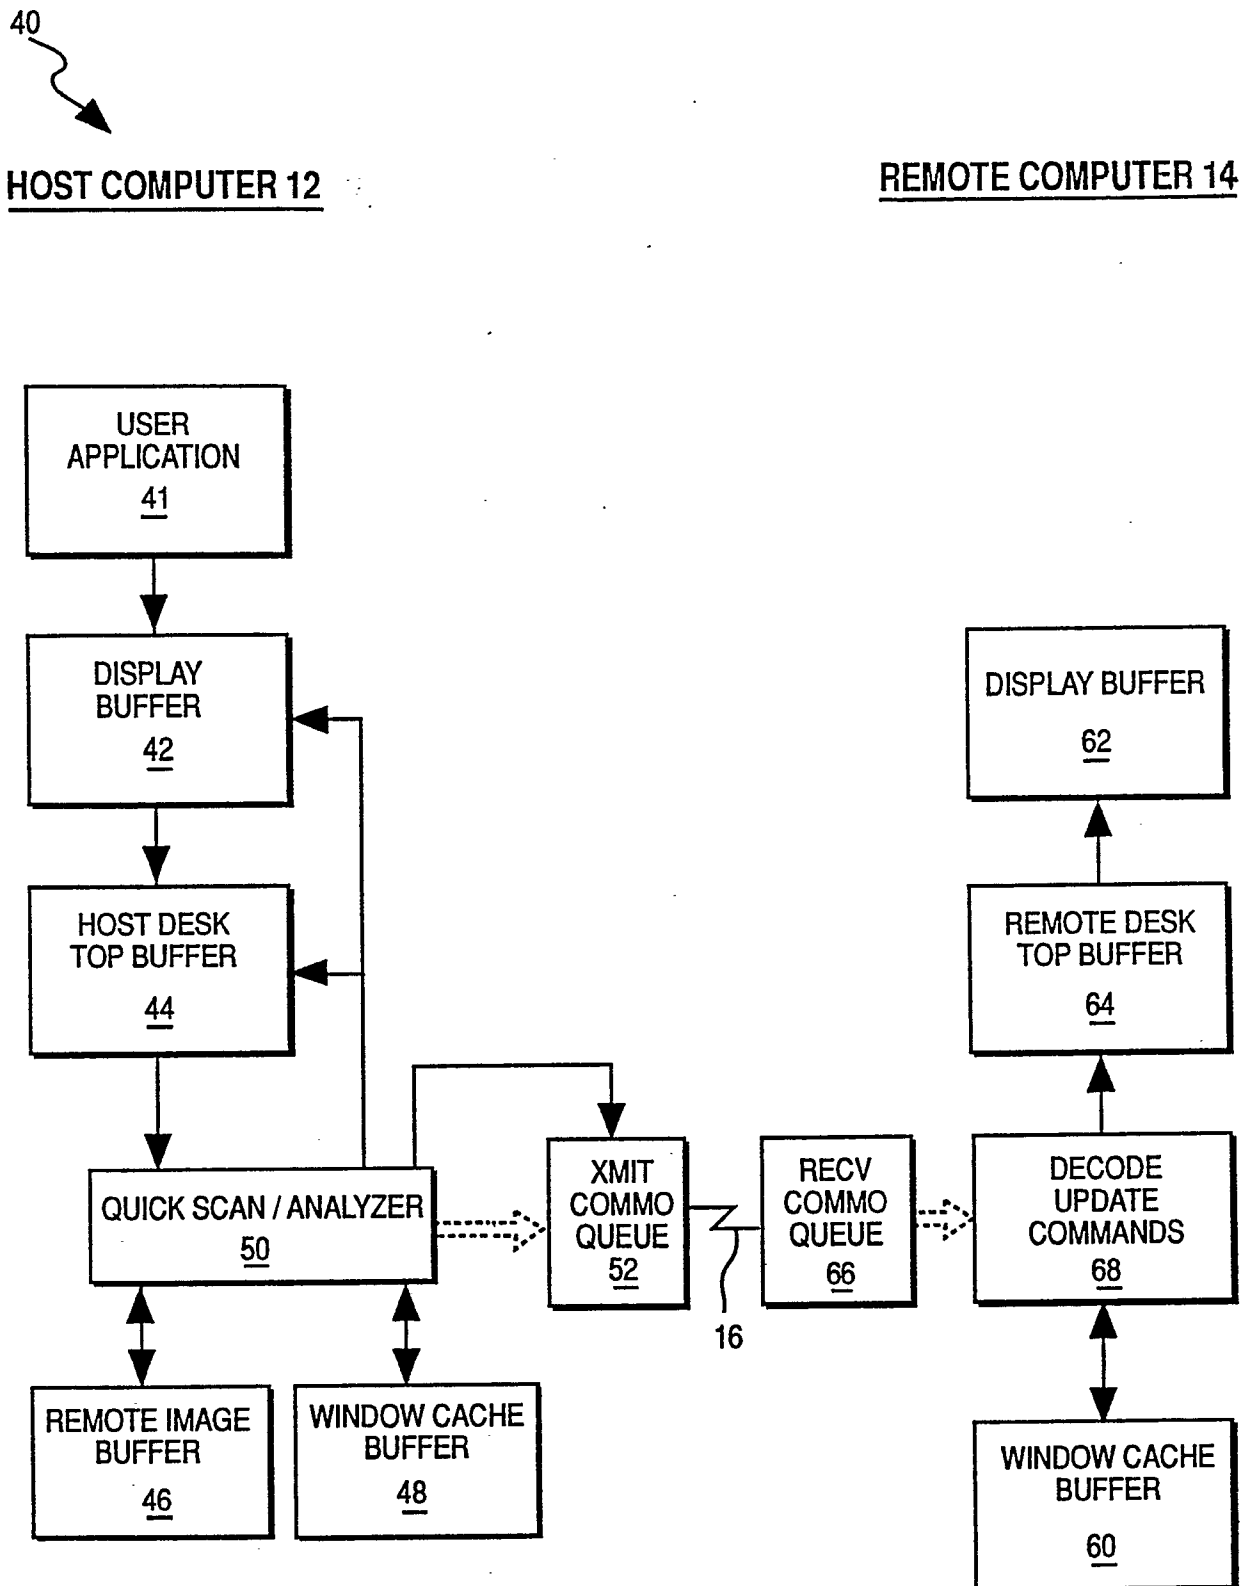 40
HOST COMPUTER 12
REMOTE COMPUTER 14
USER
APPLICATION
41
DISPLAY
BUFFER
42
HOST DESK
TOP BUFFER
44
QUICK SCAN / ANALYZER
50
REMOTE IMAGE
BUFFER
46
WINDOW CACHE
BUFFER
48
XMIT
COMMO
QUEUE
52
16
RECV
COMMO
QUEUE
66
DISPLAY BUFFER
62
REMOTE DESK
TOP BUFFER
64
DECODE
UPDATE
COMMANDS
68
WINDOW CACHE
BUFFER
60